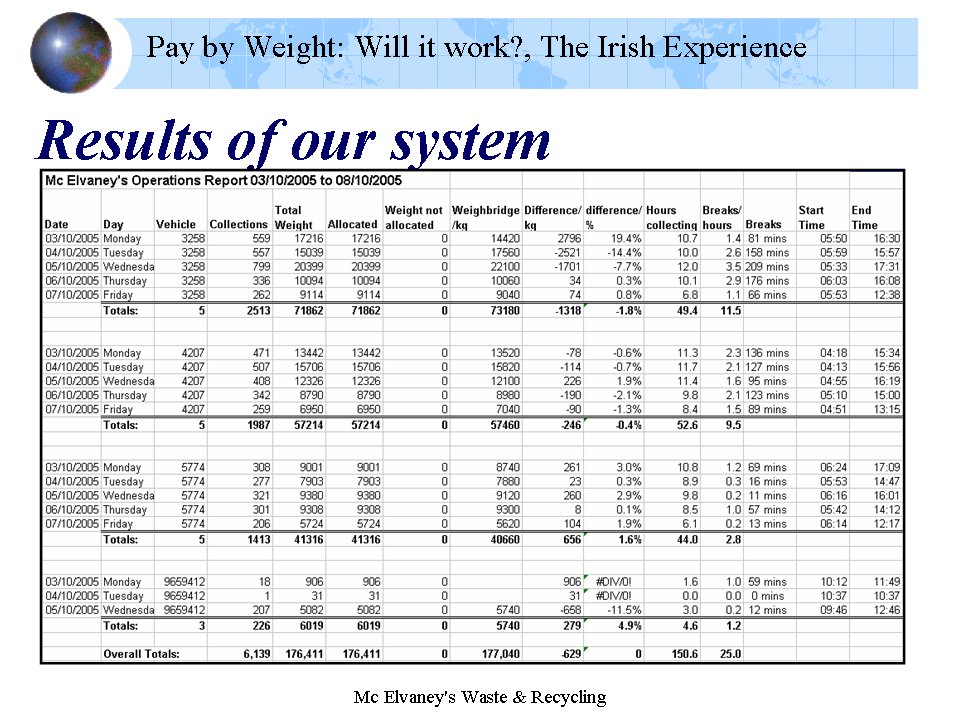 Pay by Weight: Will it work?, The Irish Experience
Results of our system
Mc Elvaney's Operations Report 03/10/2005 to 08/10/2005
Date Day Vehicle Collections Total Weight Allocated Weight not allocated Weighbridge /kg Difference/ kg difference/ % Hours collecting Breaks/ hours Breaks Start Time End Time
03/10/2005 Monday 3258 559 17216 17216 0 14420 2796 19.4% 10.7 1.4 81 mins 05:50 16:30
04/10/2005 Tuesday 3258 557 15039 15039 0 17560 -2521 -14.4% 10.0 2.6 158 mins 05:59 15:57
05/10/2005 Wednesda 3258 799 20399 20399 0 22100 -1701 -7.7% 12.0 3.5 209 mins 05:33 17:31
06/10/2005 Thursday 3258 336 10094 10094 0 10060 34 0.3% 10.1 2.9 176 mins 06:03 16:08
07/10/2005 Friday 3258 262 9114 9114 0 9040 74 0.8% 6.8 1.1 66 mins 05:53 12:38
Totals: 5 2513 71862 71862 0 73180 -1318 -1.8% 49.4 11.5
03/10/2005 Monday 4207 471 13442 13442 0 13520 -78 -0.6% 11.3 2.3 136 mins 04:18 15:34
04/10/2005 Tuesday 4207 507 15706 15706 0 15820 -114 -0.7% 11.7 2.1 127 mins 04:13 15:56
05/10/2005 Wednesda 4207 408 12326 12326 0 12100 226 1.9% 11.4 1.6 95 mins 04:55 16:19
06/10/2005 Thursday 4207 342 8790 8790 0 8980 -190 -2.1% 9.8 2.1 123 mins 05:10 15:00
07/10/2005 Friday 4207 259 6950 6950 0 7040 -90 -1.3% 8.4 1.5 89 mins 04:51 13:15
Totals: 5 1987 57214 57214 0 57460 -246 -0.4% 52.6 9.5
03/10/2005 Monday 5774 308 9001 9001 0 8740 261 3.0% 10.8 1.2 69 mins 06:24 17:09
04/10/2005 Tuesday 5774 277 7903 7903 0 7880 23 0.3% 8.9 0.3 16 mins 05:53 14:47
05/10/2005 Wednesda 5774 321 9380 9380 0 9120 260 2.9% 9.8 0.2 11 mins 06:16 16:01
06/10/2005 Thursday 5774 301 9308 9308 0 9300 8 0.1% 8.5 1.0 57 mins 05:42 14:12
07/10/2005 Friday 5774 206 5724 5724 0 5620 104 1.9% 6.1 0.2 13 mins 06:14 12:17
Totals: 5 1413 41316 41316 0 40660 656 1.6% 44.0 2.8
03/10/2005 Monday 9659412 18 906 906 0 906 #DIV/0! 1.6 1.0 59 mins 10:12 11:49
04/10/2005 Tuesday 9659412 1 31 31 0 31 #DIV/0! 0.0 0.0 0 mins 10:37 10:37
05/10/2005 Wednesda 9659412 207 5082 5082 0 5740 -658 -11.5% 3.0 0.2 12 mins 09:46 12:46
Totals: 3 226 6019 6019 0 5740 279 4.9% 4.6 1.2
Overall Totals: 6,139 176,411 176,411 0 177,040 -629 0 150.6 25.0
Mc Elvaney's Waste & Recycling